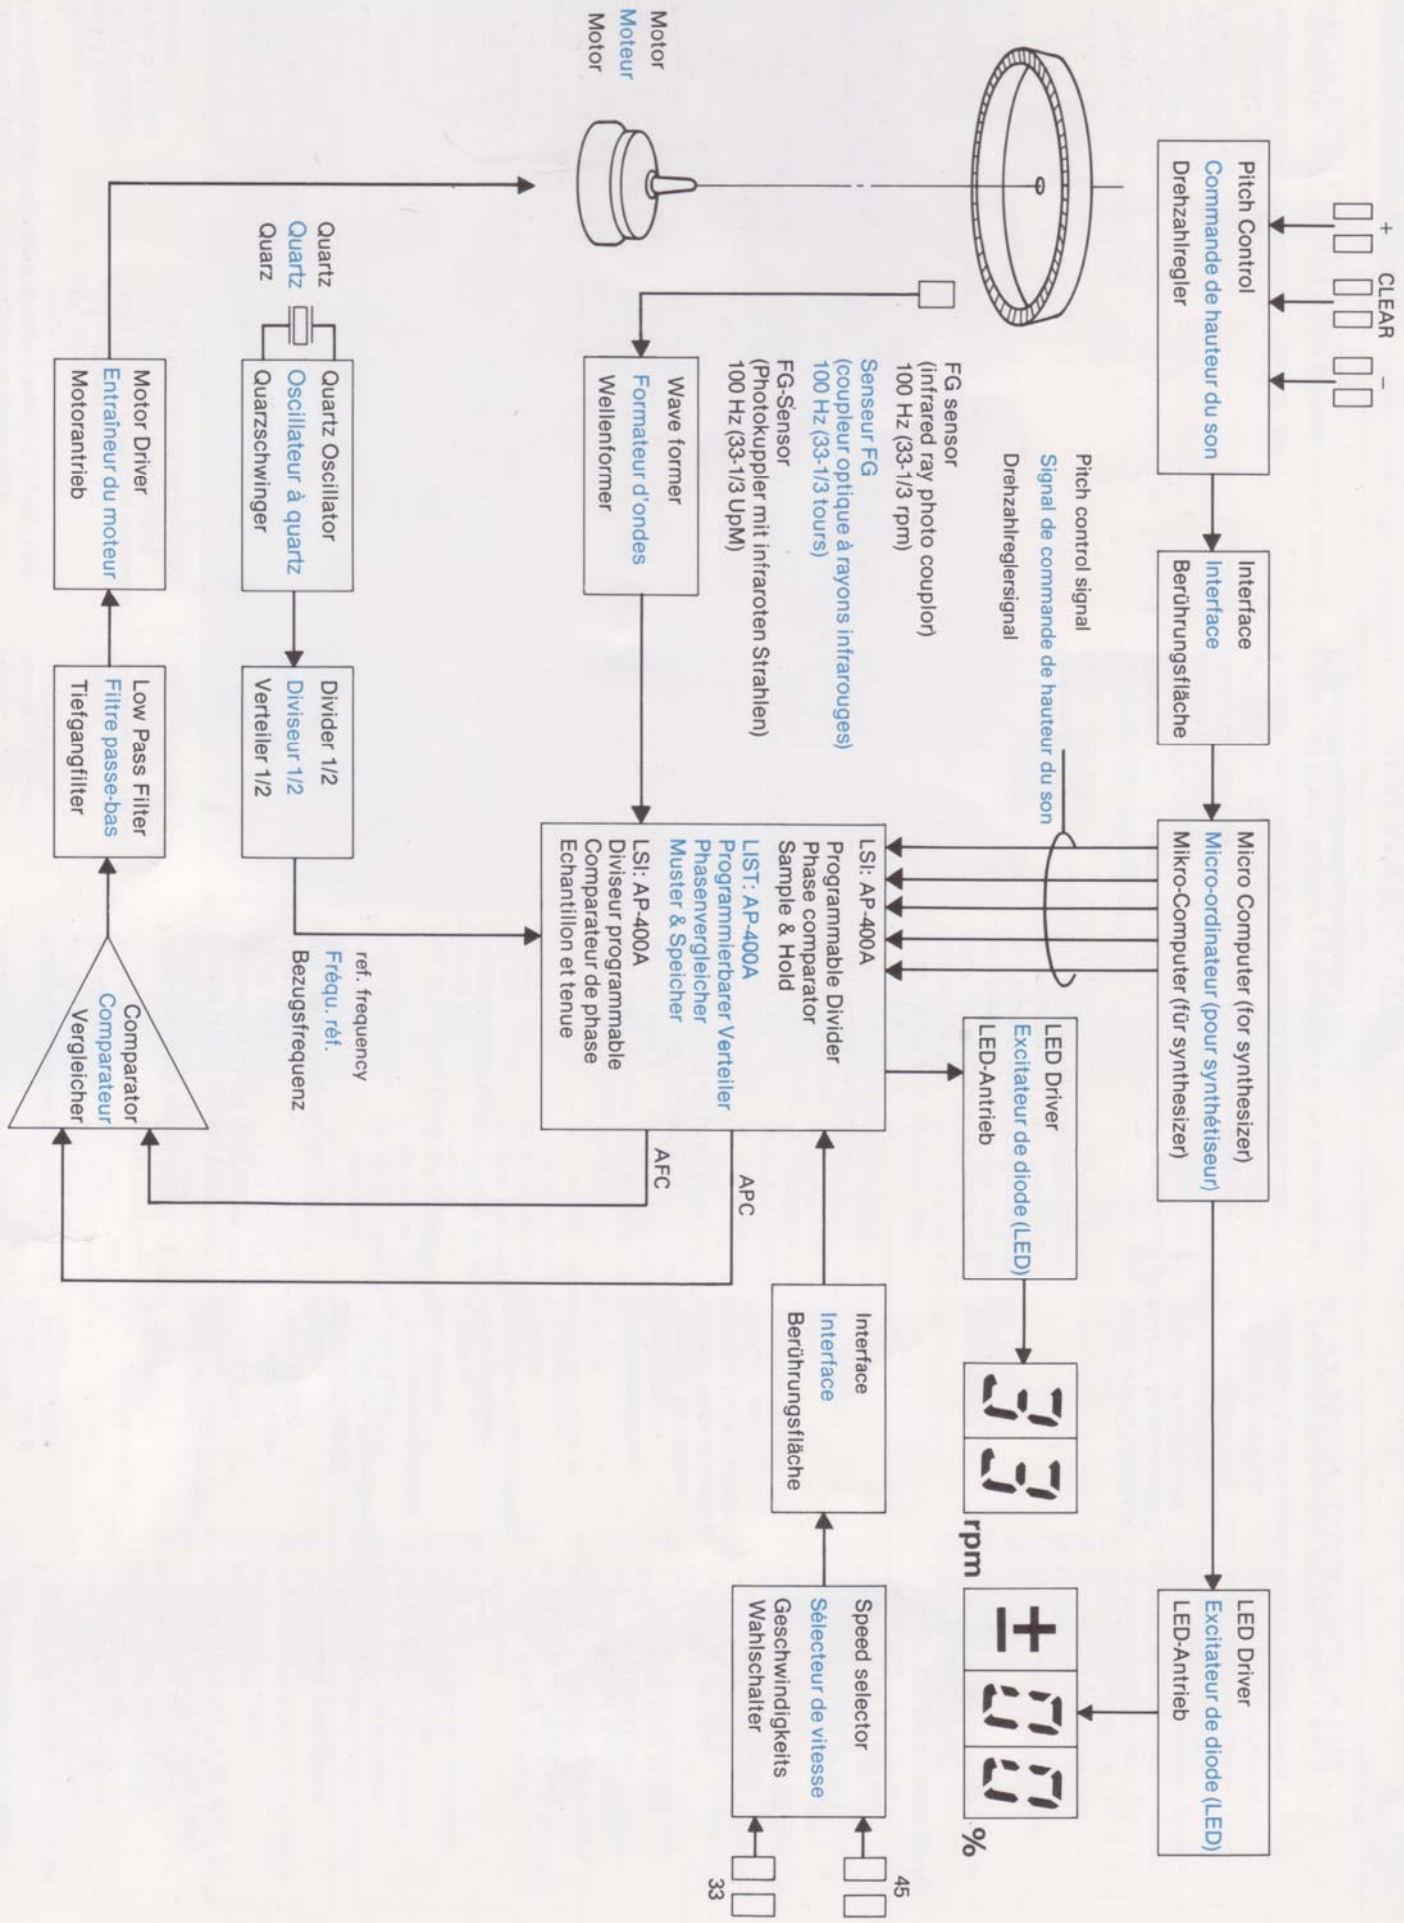 +
CLEAR
−
Pitch Control
Commande de hauteur du son
Drehzahlregler
Interface
Interface
Berührungsfläche
Micro Computer (for synthesizer)
Micro-ordinateur (pour synthétiseur)
Mikro-Computer (für synthesizer)
LED Driver
Excitateur de diode (LED)
LED-Antrieb
Pitch control signal
Signal de commande de hauteur du son
Drehzahlreglersignal
LED Driver
Excitateur de diode (LED)
LED-Antrieb
33
rpm
±00
%
FG sensor
(infrared ray photo couplor)
100 Hz (33-1/3 rpm)
Senseur FG
(coupleur optique à rayons infrarouges)
100 Hz (33-1/3 tours)
FG-Sensor
(Photokuppler mit infraroten Strahlen)
100 Hz (33-1/3 UpM)
LSI: AP-400A
Programmable Divider
Phase comparator
Sample & Hold
LIST: AP-400A
Programmierbarer Verteiler
Phasenvergleicher
Muster & Speicher
LSI: AP-400A
Diviseur programmable
Comparateur de phase
Echantillon et tenue
Interface
Interface
Berührungsfläche
Speed selector
Sélecteur de vitesse
Geschwindigkeits
Wahlschalter
45
33
APC
AFC
Motor
Moteur
Motor
Wave former
Formateur d'ondes
Wellenformer
Quartz
Quartz
Quarz
Quartz Oscillator
Oscillateur à quartz
Quarzschwinger
Divider 1/2
Diviseur 1/2
Verteiler 1/2
ref. frequency
Fréqu. réf.
Bezugsfrequenz
Motor Driver
Entraîneur du moteur
Motorantrieb
Low Pass Filter
Filtre passe-bas
Tiefgangfilter
Comparator
Comparateur
Vergleicher